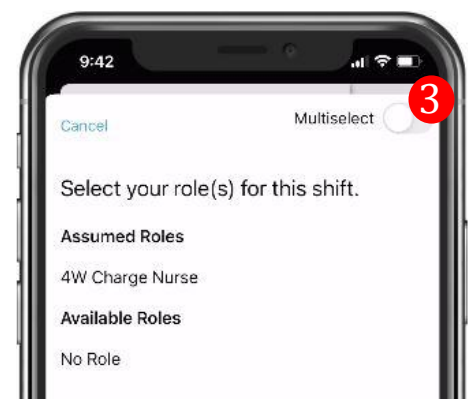 9:42
3
Cancel
Multiselect
Select your role(s) for this shift.
Assumed Roles
4W Charge Nurse
Available Roles
No Role